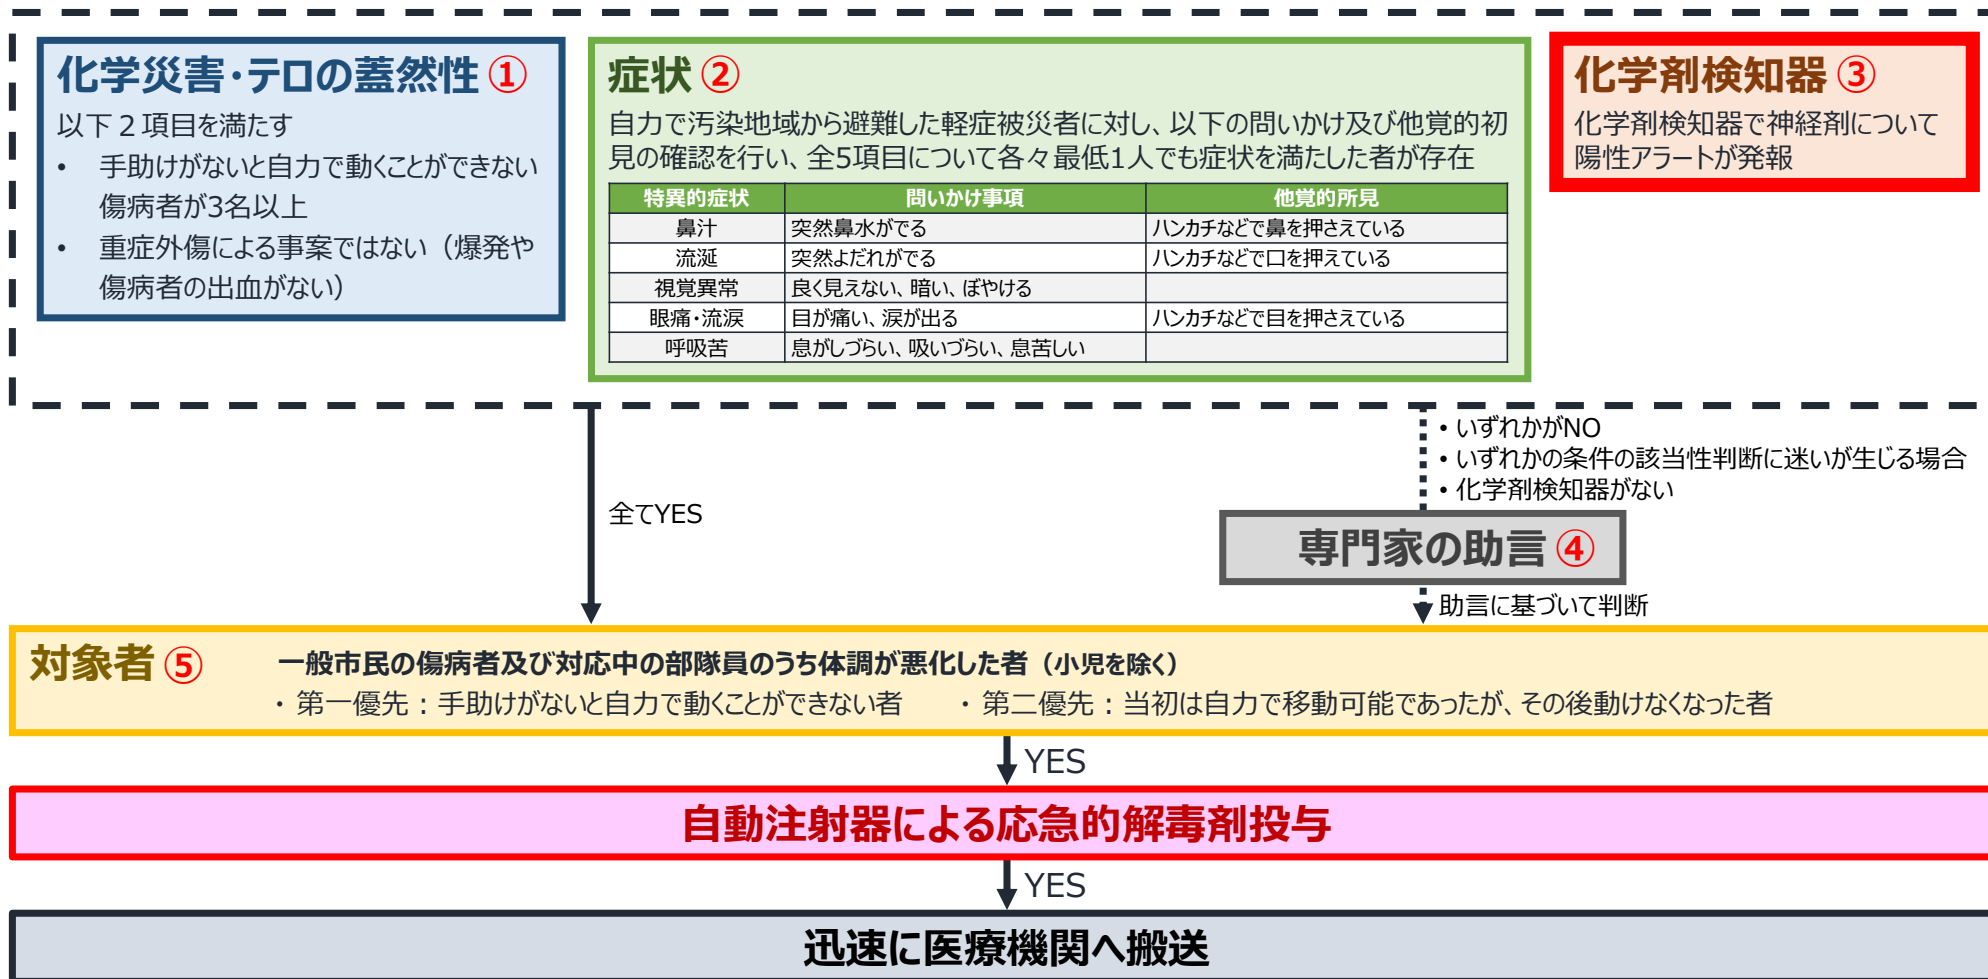 化学災害・テロの蓋然性①
以下２項目を満たす
• 手助けがないと自力で動くことができない
傷病者が3名以上
• 重症外傷による事案ではない（爆発や
傷病者の出血がない）
症状②
自力で汚染地域から避難した軽症被災者に対し、以下の問いかけ及び他覚的初
見の確認を行い、全5項目について各々最低1人でも症状を満たした者が存在
特異的症状 問いかけ事項 他覚的所見
鼻汁 突然鼻水がでる ハンカチなどで鼻を押さえている
流涎 突然よだれがでる ハンカチなどで口を押えている
視覚異常 良く見えない、暗い、ぼやける
眼痛・流涙 目が痛い、涙が出る ハンカチなどで目を押さえている
呼吸苦 息がしづらい、吸いづらい、息苦しい
化学剤検知器③
化学剤検知器で神経剤について
陽性アラートが発報
全てYES
• いずれかがNO
• いずれかの条件の該当性判断に迷いが生じる場合
• 化学剤検知器がない
専門家の助言④
助言に基づいて判断
対象者⑤
一般市民の傷病者及び対応中の部隊員のうち体調が悪化した者（小児を除く）
・第一優先：手助けがないと自力で動くことができない者 ・第二優先：当初は自力で移動可能であったが、その後動けなくなった者
YES
自動注射器による応急的解毒剤投与
YES
迅速に医療機関へ搬送